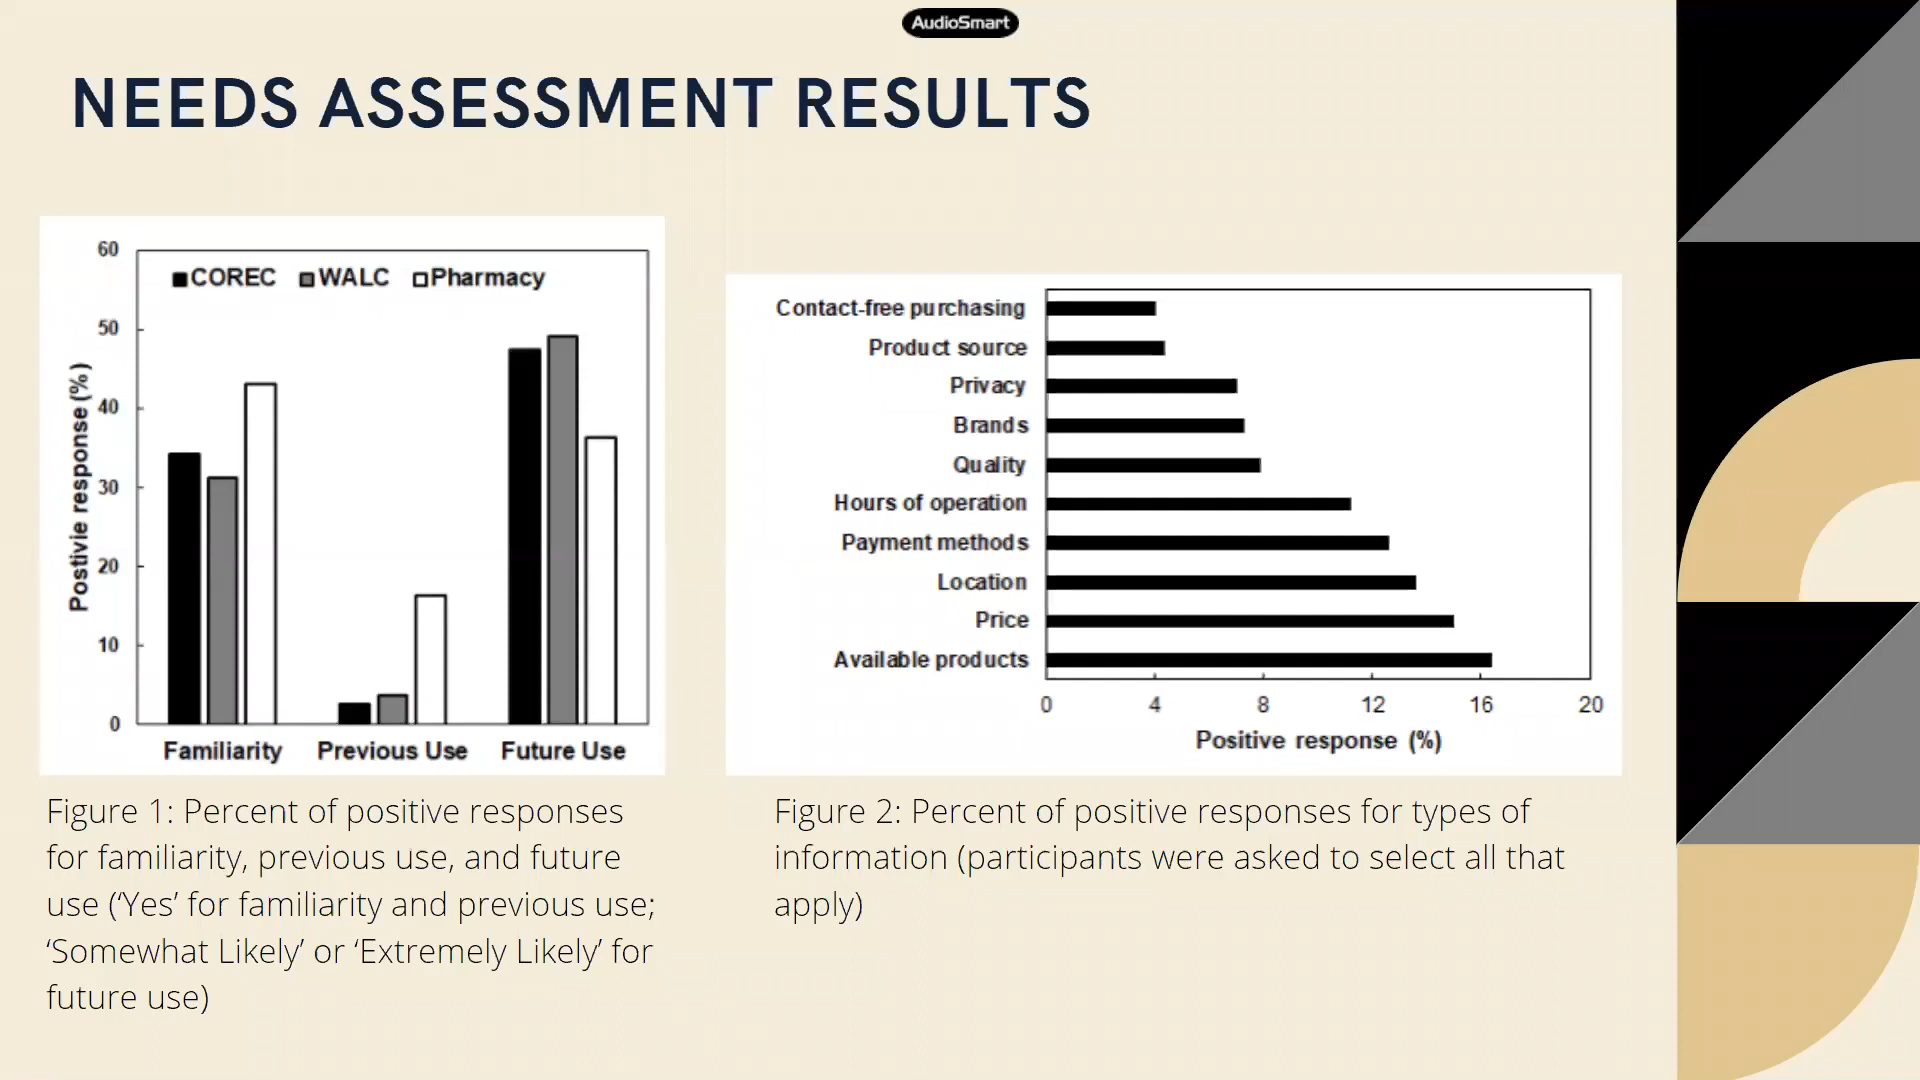 AudioSmart
NEEDS ASSESSMENT RESULTS
60
50
40
30
20
10
0
Postivie response (%)
COREC WALC Pharmacy
Familiarity Previous Use Future Use
Figure 1: Percent of positive responses
for familiarity, previous use, and future
use (‘Yes’ for familiarity and previous use;
‘Somewhat Likely’ or ‘Extremely Likely’ for
future use)
Contact-free purchasing
Product source
Privacy
Brands
Quality
Hours of operation
Payment methods
Location
Price
Available products
0 4 8 12 16 20
Positive response (%)
Figure 2: Percent of positive responses for types of
information (participants were asked to select all that
apply)